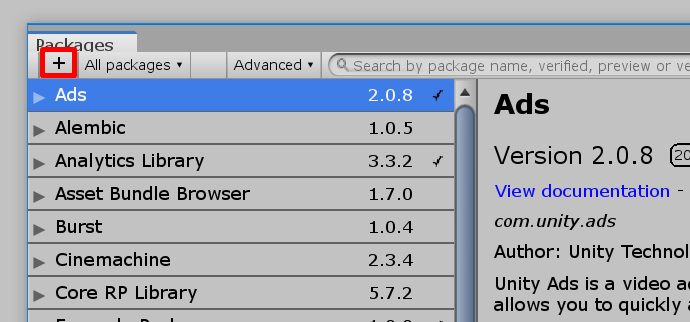 Packages
+ All packages ▾ Advanced ▾ Search by package name, verified, preview or ve
Ads 2.0.8 ✓
Alembic 1.0.5
Analytics Library 3.3.2 ✓
Asset Bundle Browser 1.7.0
Burst 1.0.4
Cinemachine 2.3.4
Core RP Library 5.7.2
Ads
Version 2.0.8 20
View documentation -
com.unity.ads
Author: Unity Technol
Unity Ads is a video a
allows you to quickly a